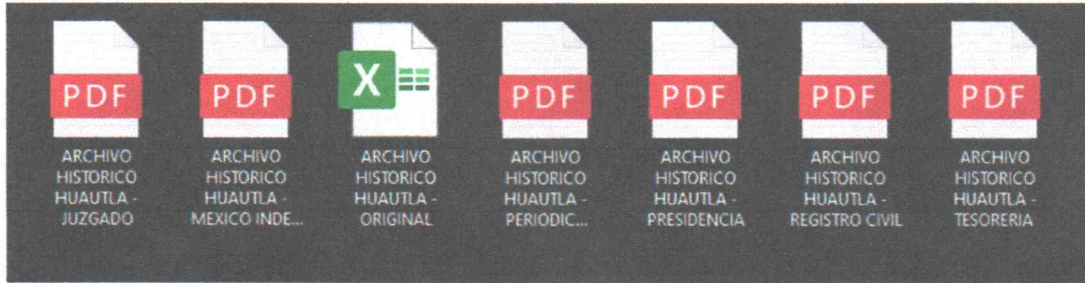 PDF
ARCHIVO
HISTORICO
HUAUTLA -
JUZGADO
PDF
ARCHIVO
HISTORICO
HUAUTLA -
MEXICO INDE...
X
ARCHIVO
HISTORICO
HUAUTLA -
ORIGINAL
PDF
ARCHIVO
HISTORICO
HUAUTLA -
PERIODIC...
PDF
ARCHIVO
HISTORICO
HUAUTLA -
PRESIDENCIA
PDF
ARCHIVO
HISTORICO
HUAUTLA -
REGISTRO CIVIL
PDF
ARCHIVO
HISTORICO
HUAUTLA -
TESORERIA